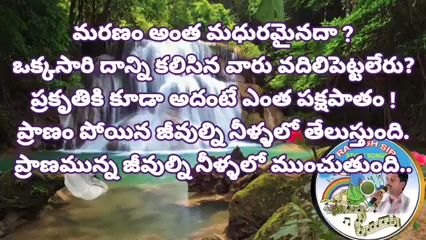 మరణం అంత మధురమైనదా ?
ఒక్కసారి దాన్ని కలిసిన వారు వదిలిపెట్టలేరు?
ప్రకృతికి కూడా అదంటే ఎంత పక్షపాతం !
ప్రాణం పోయిన జీవుల్ని నీళ్ళలో తేలుస్తుంది.
ప్రాణమున్న జీవుల్ని నీళ్ళలో ముంచుతుంది..